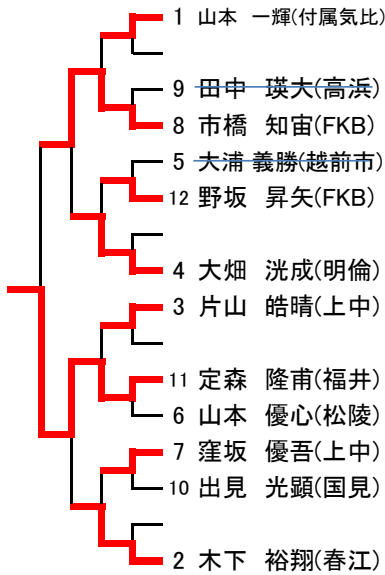 1 山本 一輝(付属気比)
9 田中 瑛大(高浜)
8 市橋 知宙(FKB)
5 大浦 義勝(越前市)
12 野坂 昇矢(FKB)
4 大畑 洸成(明倫)
3 片山 皓晴(上中)
11 定森 隆甫(福井)
6 山本 優心(松陵)
7 窪坂 優吾(上中)
10 出見 光顕(国見)
2 木下 裕翔(春江)